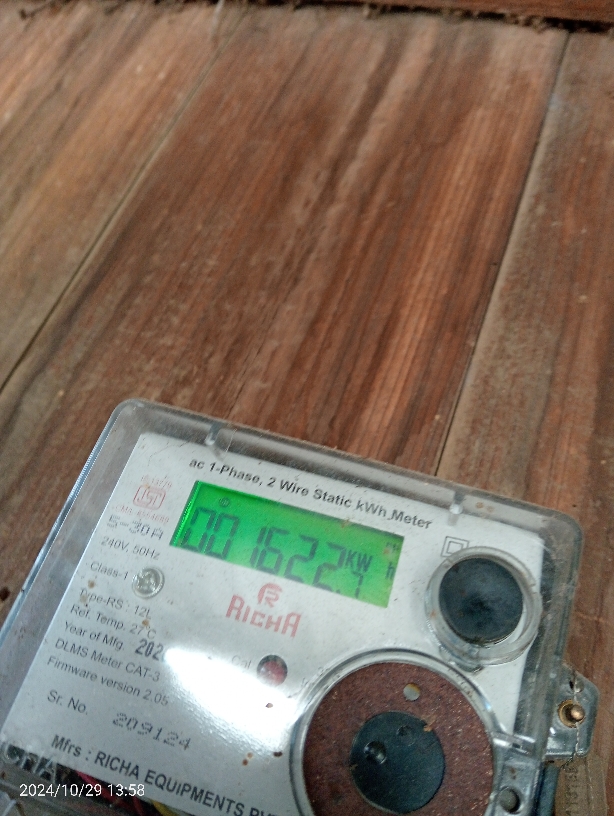 ac 1-Phase, 2 Wire Static kWh Meter
5-30A
240V, 50Hz
KW
Class-1
RICHA
Type-RS : 12L
Ref. Temp. 27°C
Year of Mfg.
DLMS Meter CAT-3
Cal
Firmware version 2.05
Sr. No. 209124
Mfrs : RICHA EQUIPMENTS
2024/10/29 13:58